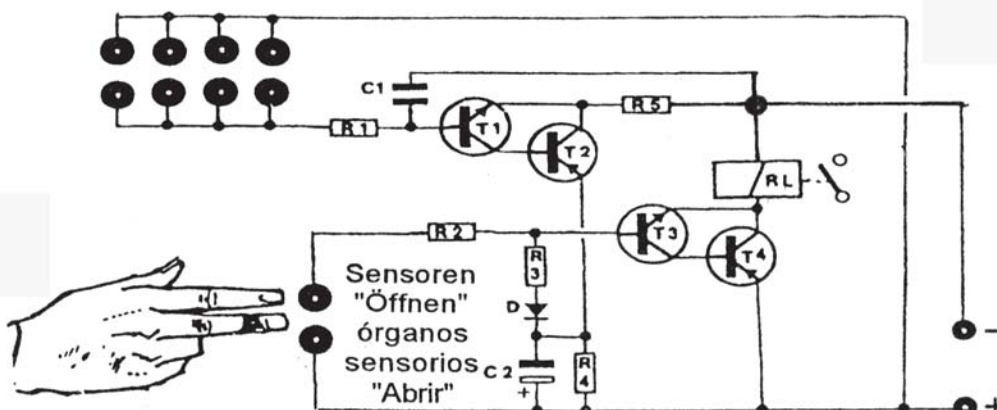 C1
R1
T1
T2
R5
RL
R2
T3
T4
R
3
D
C2
+
R
4
Sensoren
"Öffnen"
órganos
sensorios
"Abrir"
-
+